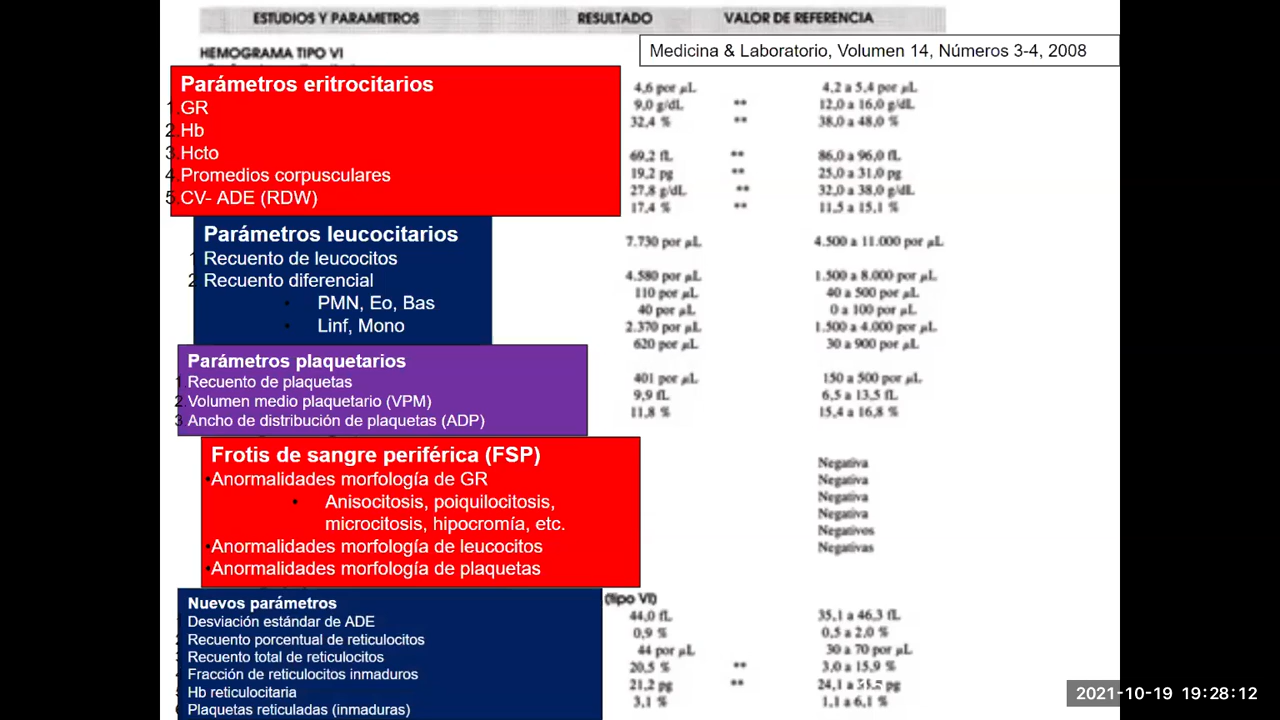 ESTUDIOS Y PARAMETROS RESULTADO VALOR DE REFERENCIA
HEMOGRAMA TIPO VI
Medicina & Laboratorio, Volumen 14, Números 3-4, 2008
Parámetros eritrocitarios
1. GR
2. Hb
3. Hcto
4. Promedios corpusculares
5. CV- ADE (RDW)
4,6 por µL 4,2 a 5,4 por µL
9,0 g/dL ** 12,0 a 16,0 g/dL
32,4 % ** 38,0 a 48,0 %
69,2 fL ** 86,0 a 96,0 fL
19,2 pg ** 25,0 a 31,0 pg
27,8 g/dL ** 32,0 a 38,0 g/dL
17,4 % ** 11,5 a 15,1 %
Parámetros leucocitarios
1 Recuento de leucocitos
2 Recuento diferencial
• PMN, Eo, Bas
• Linf, Mono
7.730 por µL 4.500 a 11.000 por µL
4.580 por µL 1.500 a 8.000 por µL
110 por µL 40 a 500 por µL
40 por µL 0 a 100 por µL
2.370 por µL 1.500 a 4.000 por µL
620 por µL 30 a 900 por µL
Parámetros plaquetarios
1 Recuento de plaquetas
2. Volumen medio plaquetario (VPM)
3 Ancho de distribución de plaquetas (ADP)
401 por µL 150 a 500 por µL
9,9 fL 6,5 a 13,5 fL
11,8 % 15,4 a 16,8 %
Frotis de sangre periférica (FSP)
•Anormalidades morfología de GR
• Anisocitosis, poiquilocitosis,
microcitosis, hipocromía, etc.
•Anormalidades morfología de leucocitos
•Anormalidades morfología de plaquetas
Negativa
Negativa
Negativa
Negativa
Negativos
Negativas
(tipo VI)
Nuevos parámetros
Desviación estándar de ADE
Recuento porcentual de reticulocitos
Recuento total de reticulocitos
Fracción de reticulocitos inmaduros
Hb reticulocitaria
Plaquetas reticuladas (inmaduras)
44,0 fL 35,1 a 46,3 fL
0,9 % 0,5 a 2,0 %
44 por µL 30 a 70 por µL
20,5 % ** 3,0 a 15,9 %
21,2 pg ** 24,1 a pg
3,1 % 1,1 a 6,1 %
2021-10-19 19:28:12